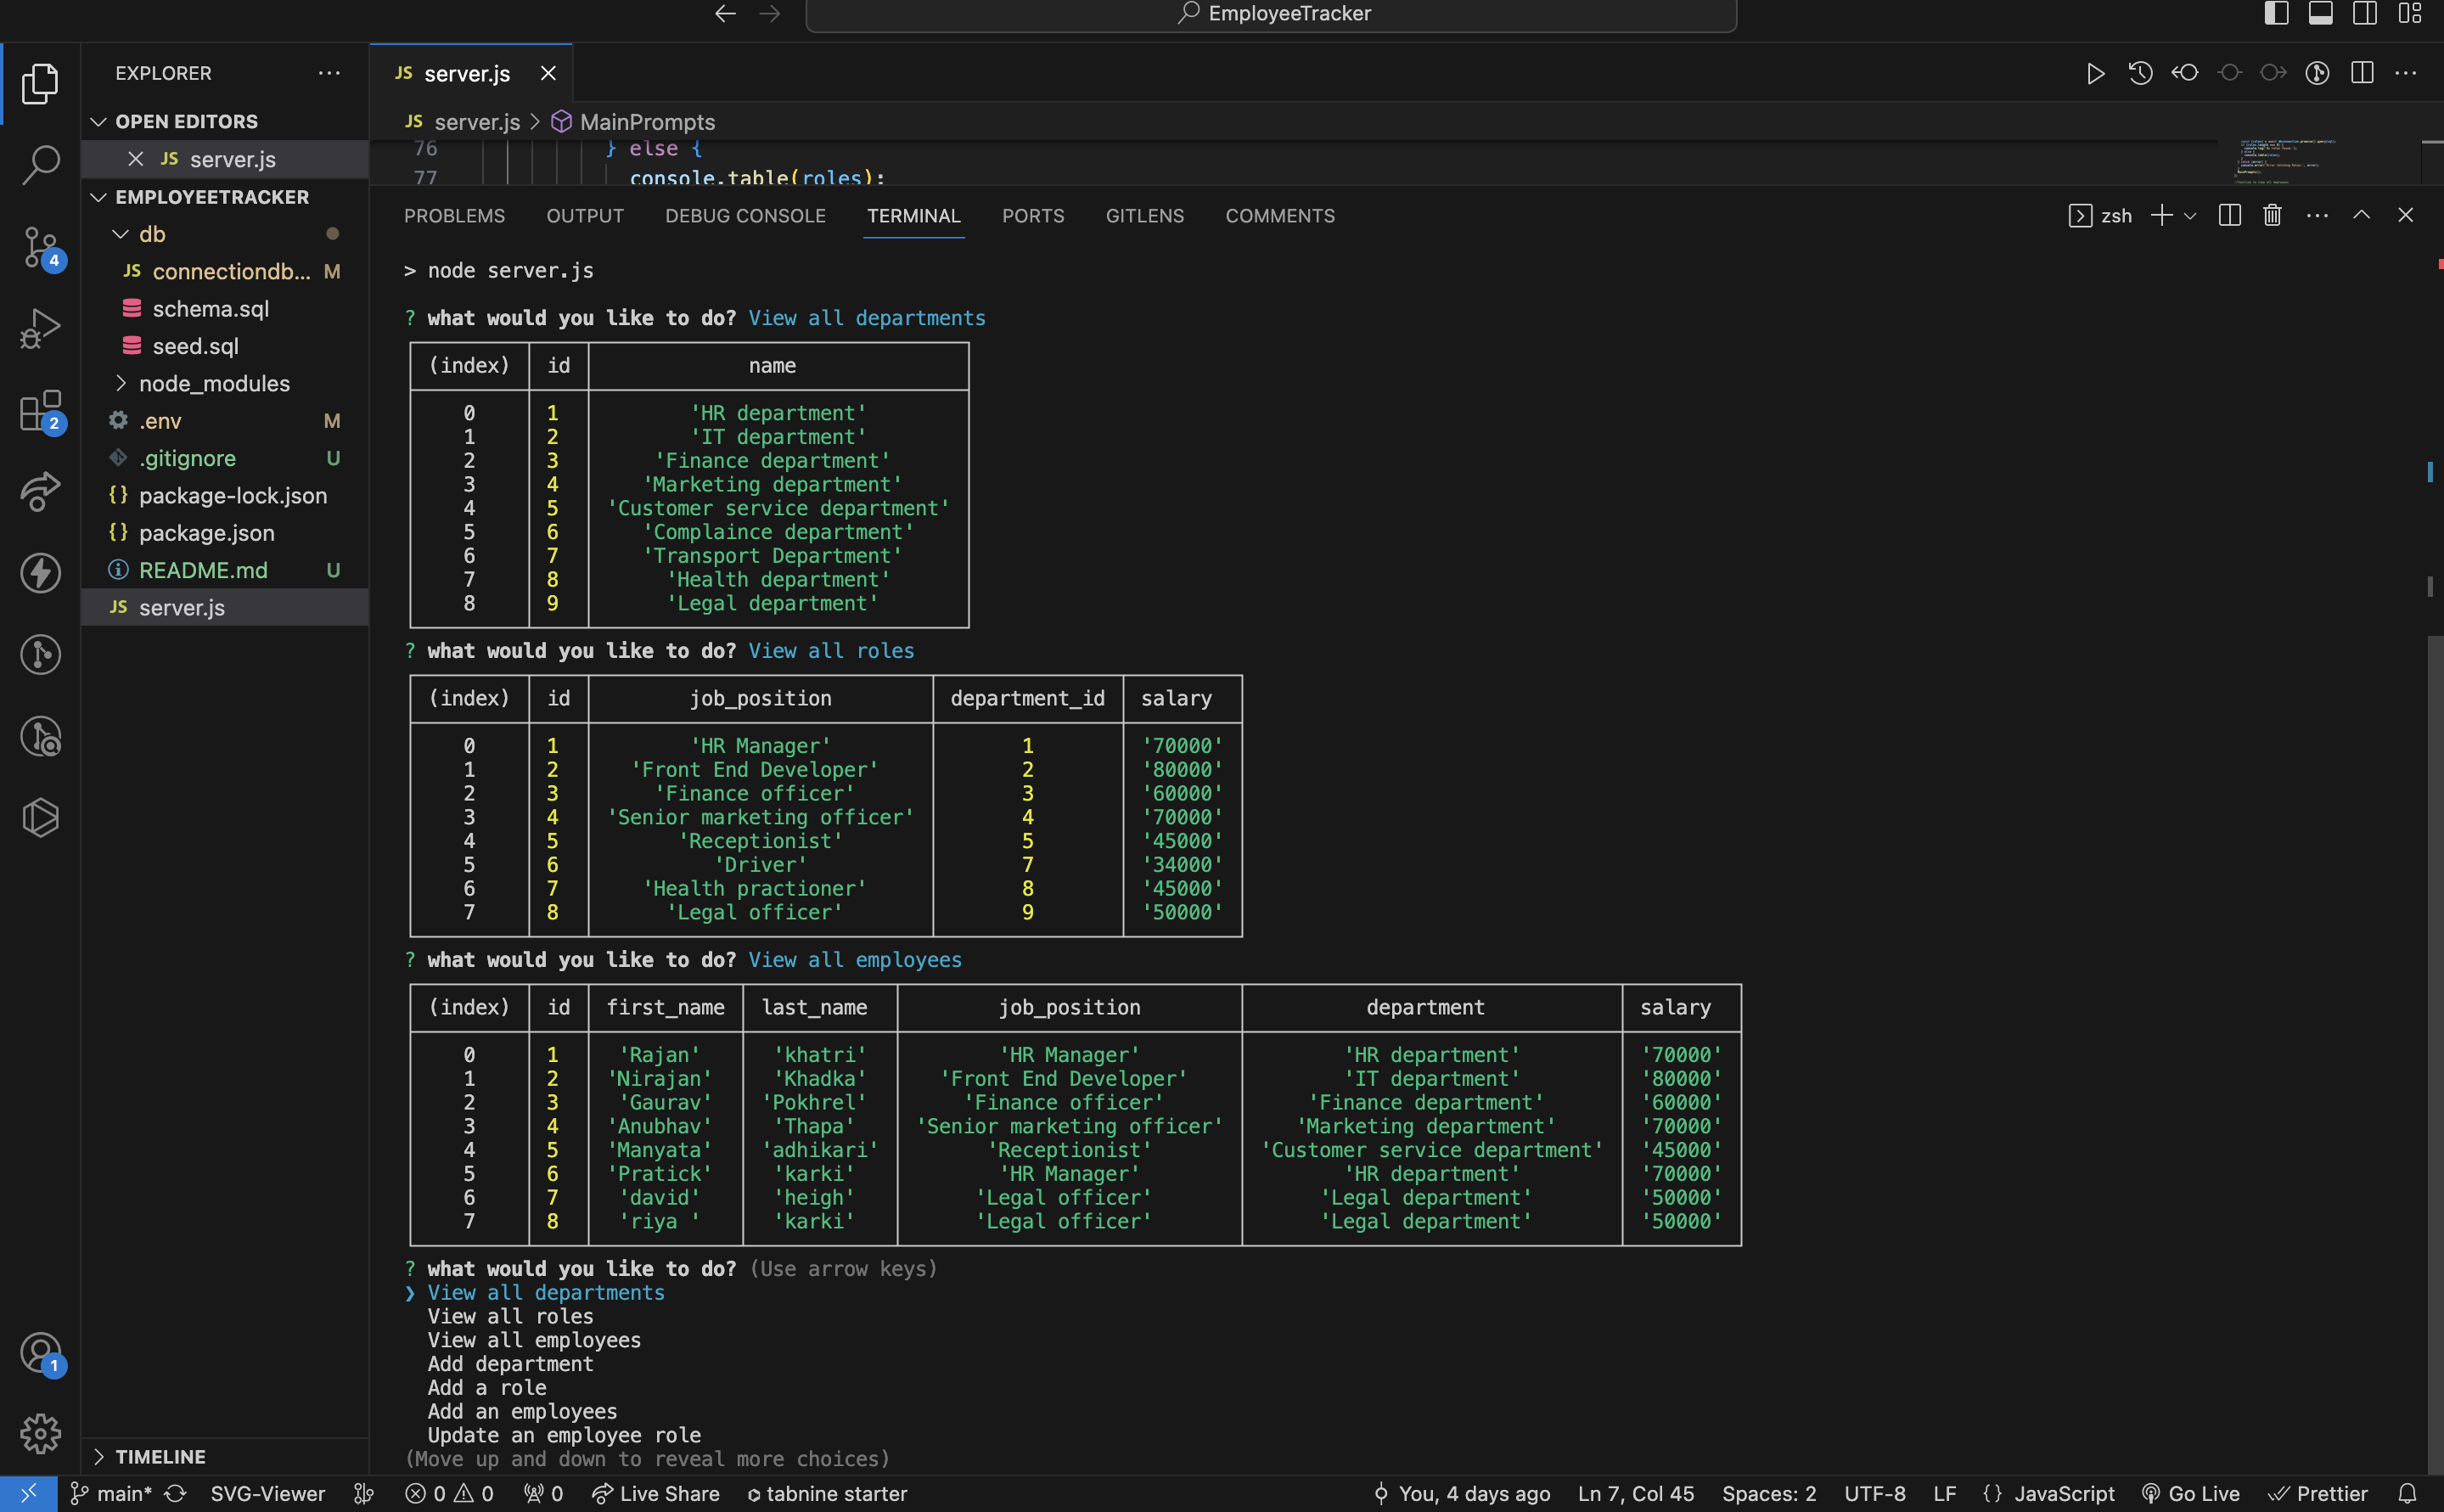 EmployeeTracker
EXPLORER
JS server.js
OPEN EDITORS
JS server.js > MainPrompts
JS server.js
76 } else {
77 console.table(roles);
EMPLOYEETRACKER
db
JS connectiondb... M
schema.sql
seed.sql
node_modules
.env M
.gitignore U
{} package-lock.json
{} package.json
README.md U
JS server.js
4
2
1
PROBLEMS OUTPUT DEBUG CONSOLE TERMINAL PORTS GITLENS COMMENTS
zsh
> node server.js
? what would you like to do? View all departments
(index) id name
0 1 'HR department'
1 2 'IT department'
2 3 'Finance department'
3 4 'Marketing department'
4 5 'Customer service department'
5 6 'Complaince department'
6 7 'Transport Department'
7 8 'Health department'
8 9 'Legal department'
? what would you like to do? View all roles
(index) id job_position department_id salary
0 1 'HR Manager' 1 '70000'
1 2 'Front End Developer' 2 '80000'
2 3 'Finance officer' 3 '60000'
3 4 'Senior marketing officer' 4 '70000'
4 5 'Receptionist' 5 '45000'
5 6 'Driver' 7 '34000'
6 7 'Health practioner' 8 '45000'
7 8 'Legal officer' 9 '50000'
? what would you like to do? View all employees
(index) id first_name last_name job_position department salary
0 1 'Rajan' 'khatri' 'HR Manager' 'HR department' '70000'
1 2 'Nirajan' 'Khadka' 'Front End Developer' 'IT department' '80000'
2 3 'Gaurav' 'Pokhrel' 'Finance officer' 'Finance department' '60000'
3 4 'Anubhav' 'Thapa' 'Senior marketing officer' 'Marketing department' '70000'
4 5 'Manyata' 'adhikari' 'Receptionist' 'Customer service department' '45000'
5 6 'Pratick' 'karki' 'HR Manager' 'HR department' '70000'
6 7 'david' 'heigh' 'Legal officer' 'Legal department' '50000'
7 8 'riya ' 'karki' 'Legal officer' 'Legal department' '50000'
? what would you like to do? (Use arrow keys)
❯ View all departments
View all roles
View all employees
Add department
Add a role
Add an employees
Update an employee role
(Move up and down to reveal more choices)
TIMELINE
main* SVG-Viewer 0 0 0 Live Share tabnine starter You, 4 days ago Ln 7, Col 45 Spaces: 2 UTF-8 LF {} JavaScript Go Live Prettier